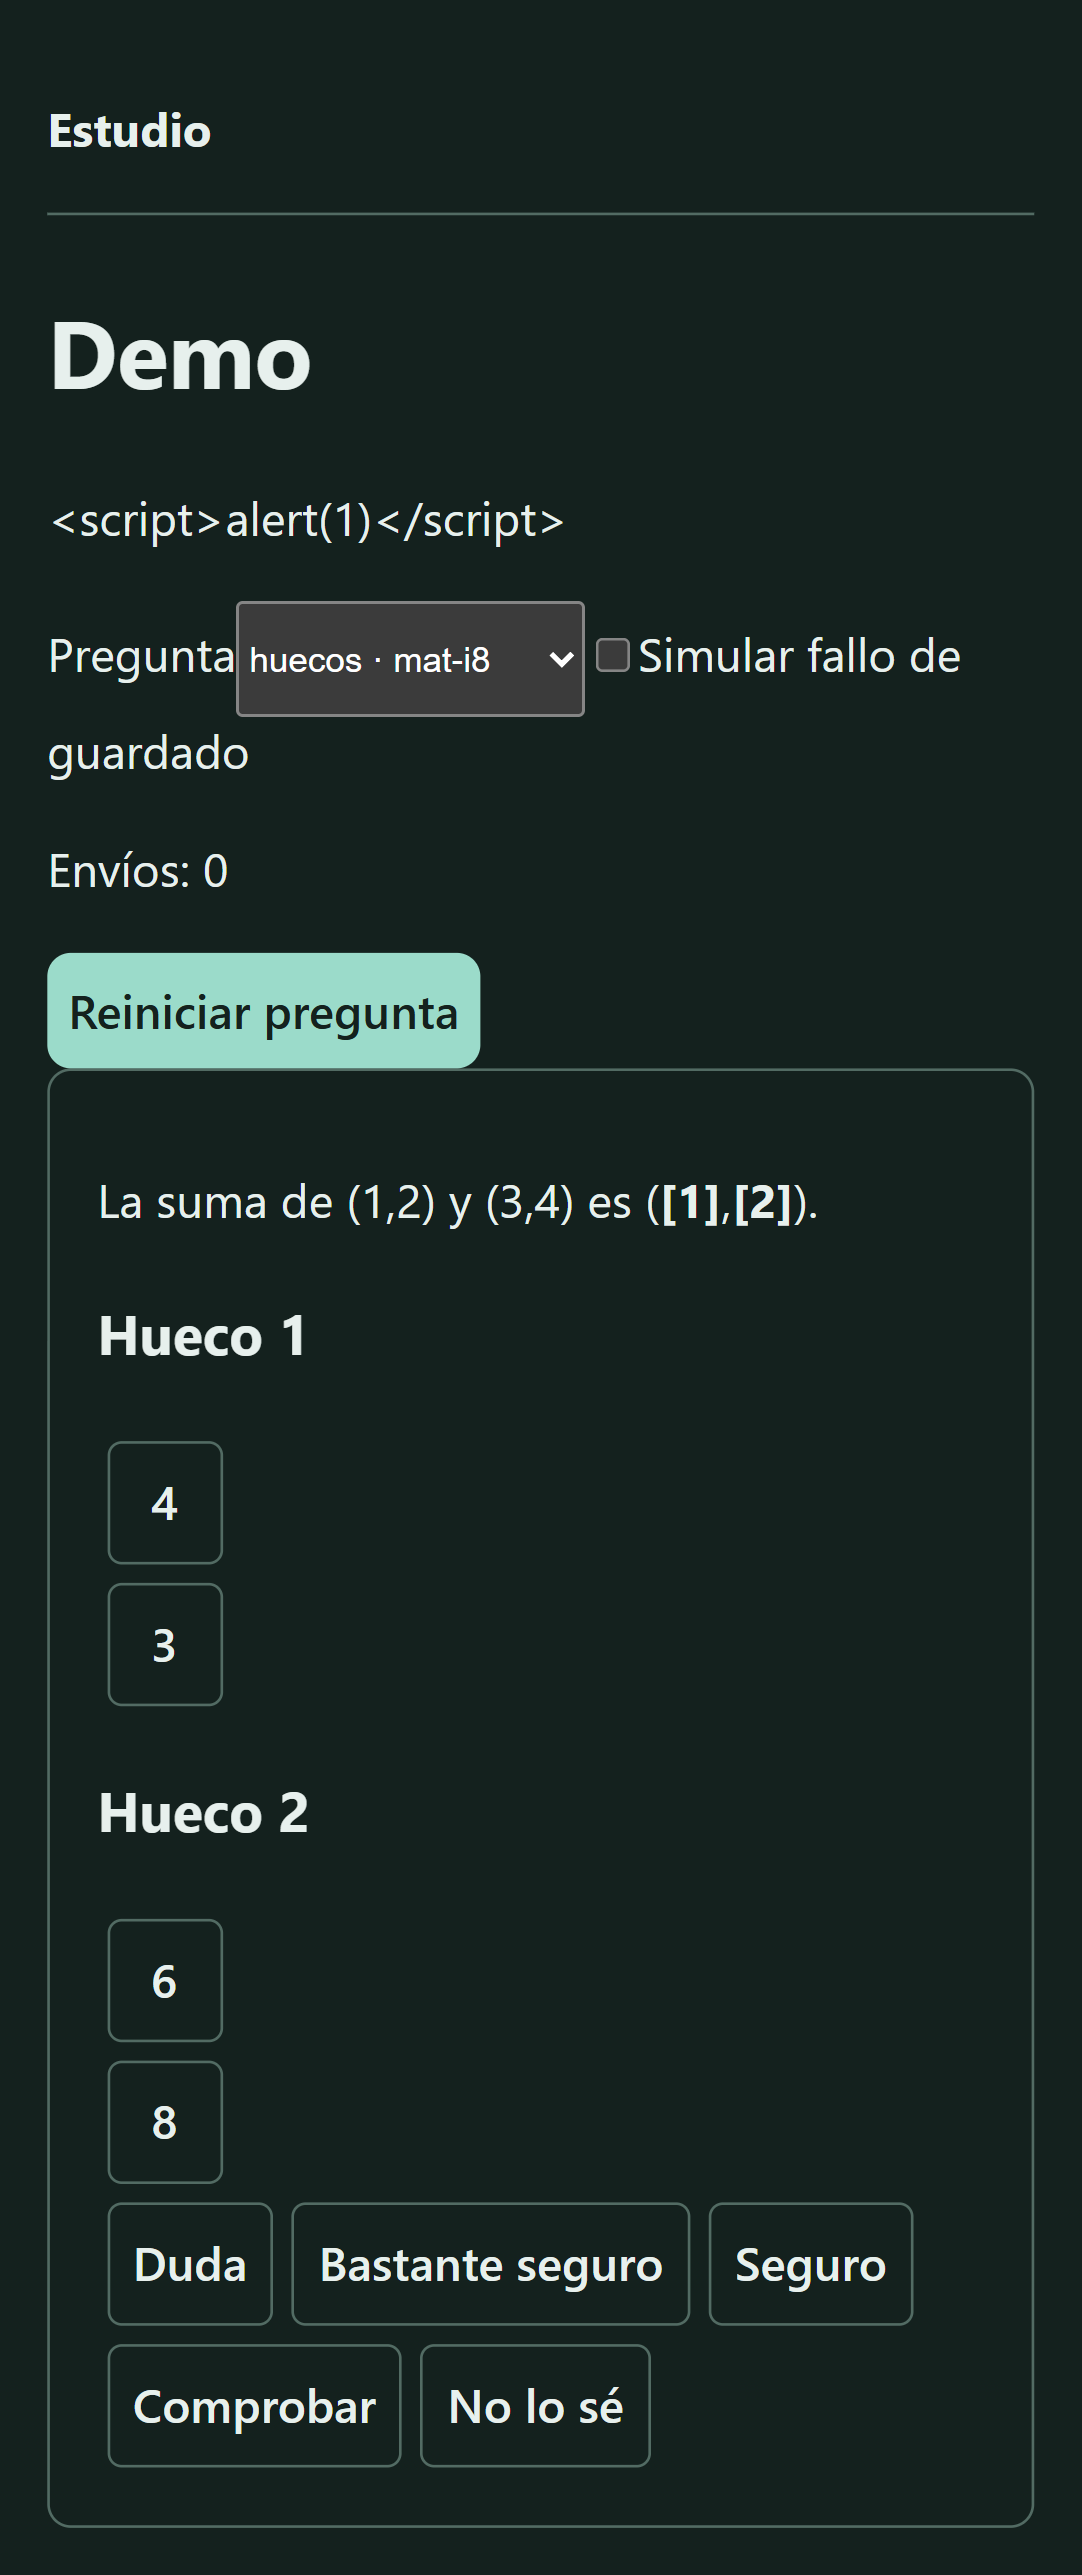 Estudio
Demo
<script>alert(1)</script>
Pregunta huecos · mat-i8 Simular fallo de
guardado
Envíos: 0
Reiniciar pregunta
La suma de (1,2) y (3,4) es ([1],[2]).
Hueco 1
4
3
Hueco 2
6
8
Duda Bastante seguro Seguro
Comprobar No lo sé